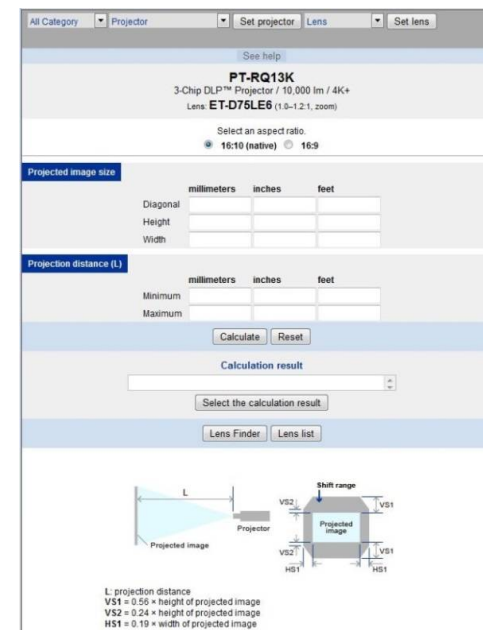 All Category Projector Set projector Lens Set lens
See help
PT-RQ13K
3-Chip DLP™ Projector / 10,000 lm / 4K+
Lens: ET-D75LE6 (1.0–1.2:1, zoom)
Select an aspect ratio.
16:10 (native) 16:9
Projected image size
millimeters inches feet
Diagonal
Height
Width
Projection distance (L)
millimeters inches feet
Minimum
Maximum
Calculate Reset
Calculation result
Select the calculation result
Lens Finder Lens list
L
Projector
Projected image
Shift range
VS2
VS1
Projected image
VS2
VS1
HS1
HS1
L: projection distance
VS1 = 0.56 × height of projected image
VS2 = 0.24 × height of projected image
HS1 = 0.19 × width of projected image